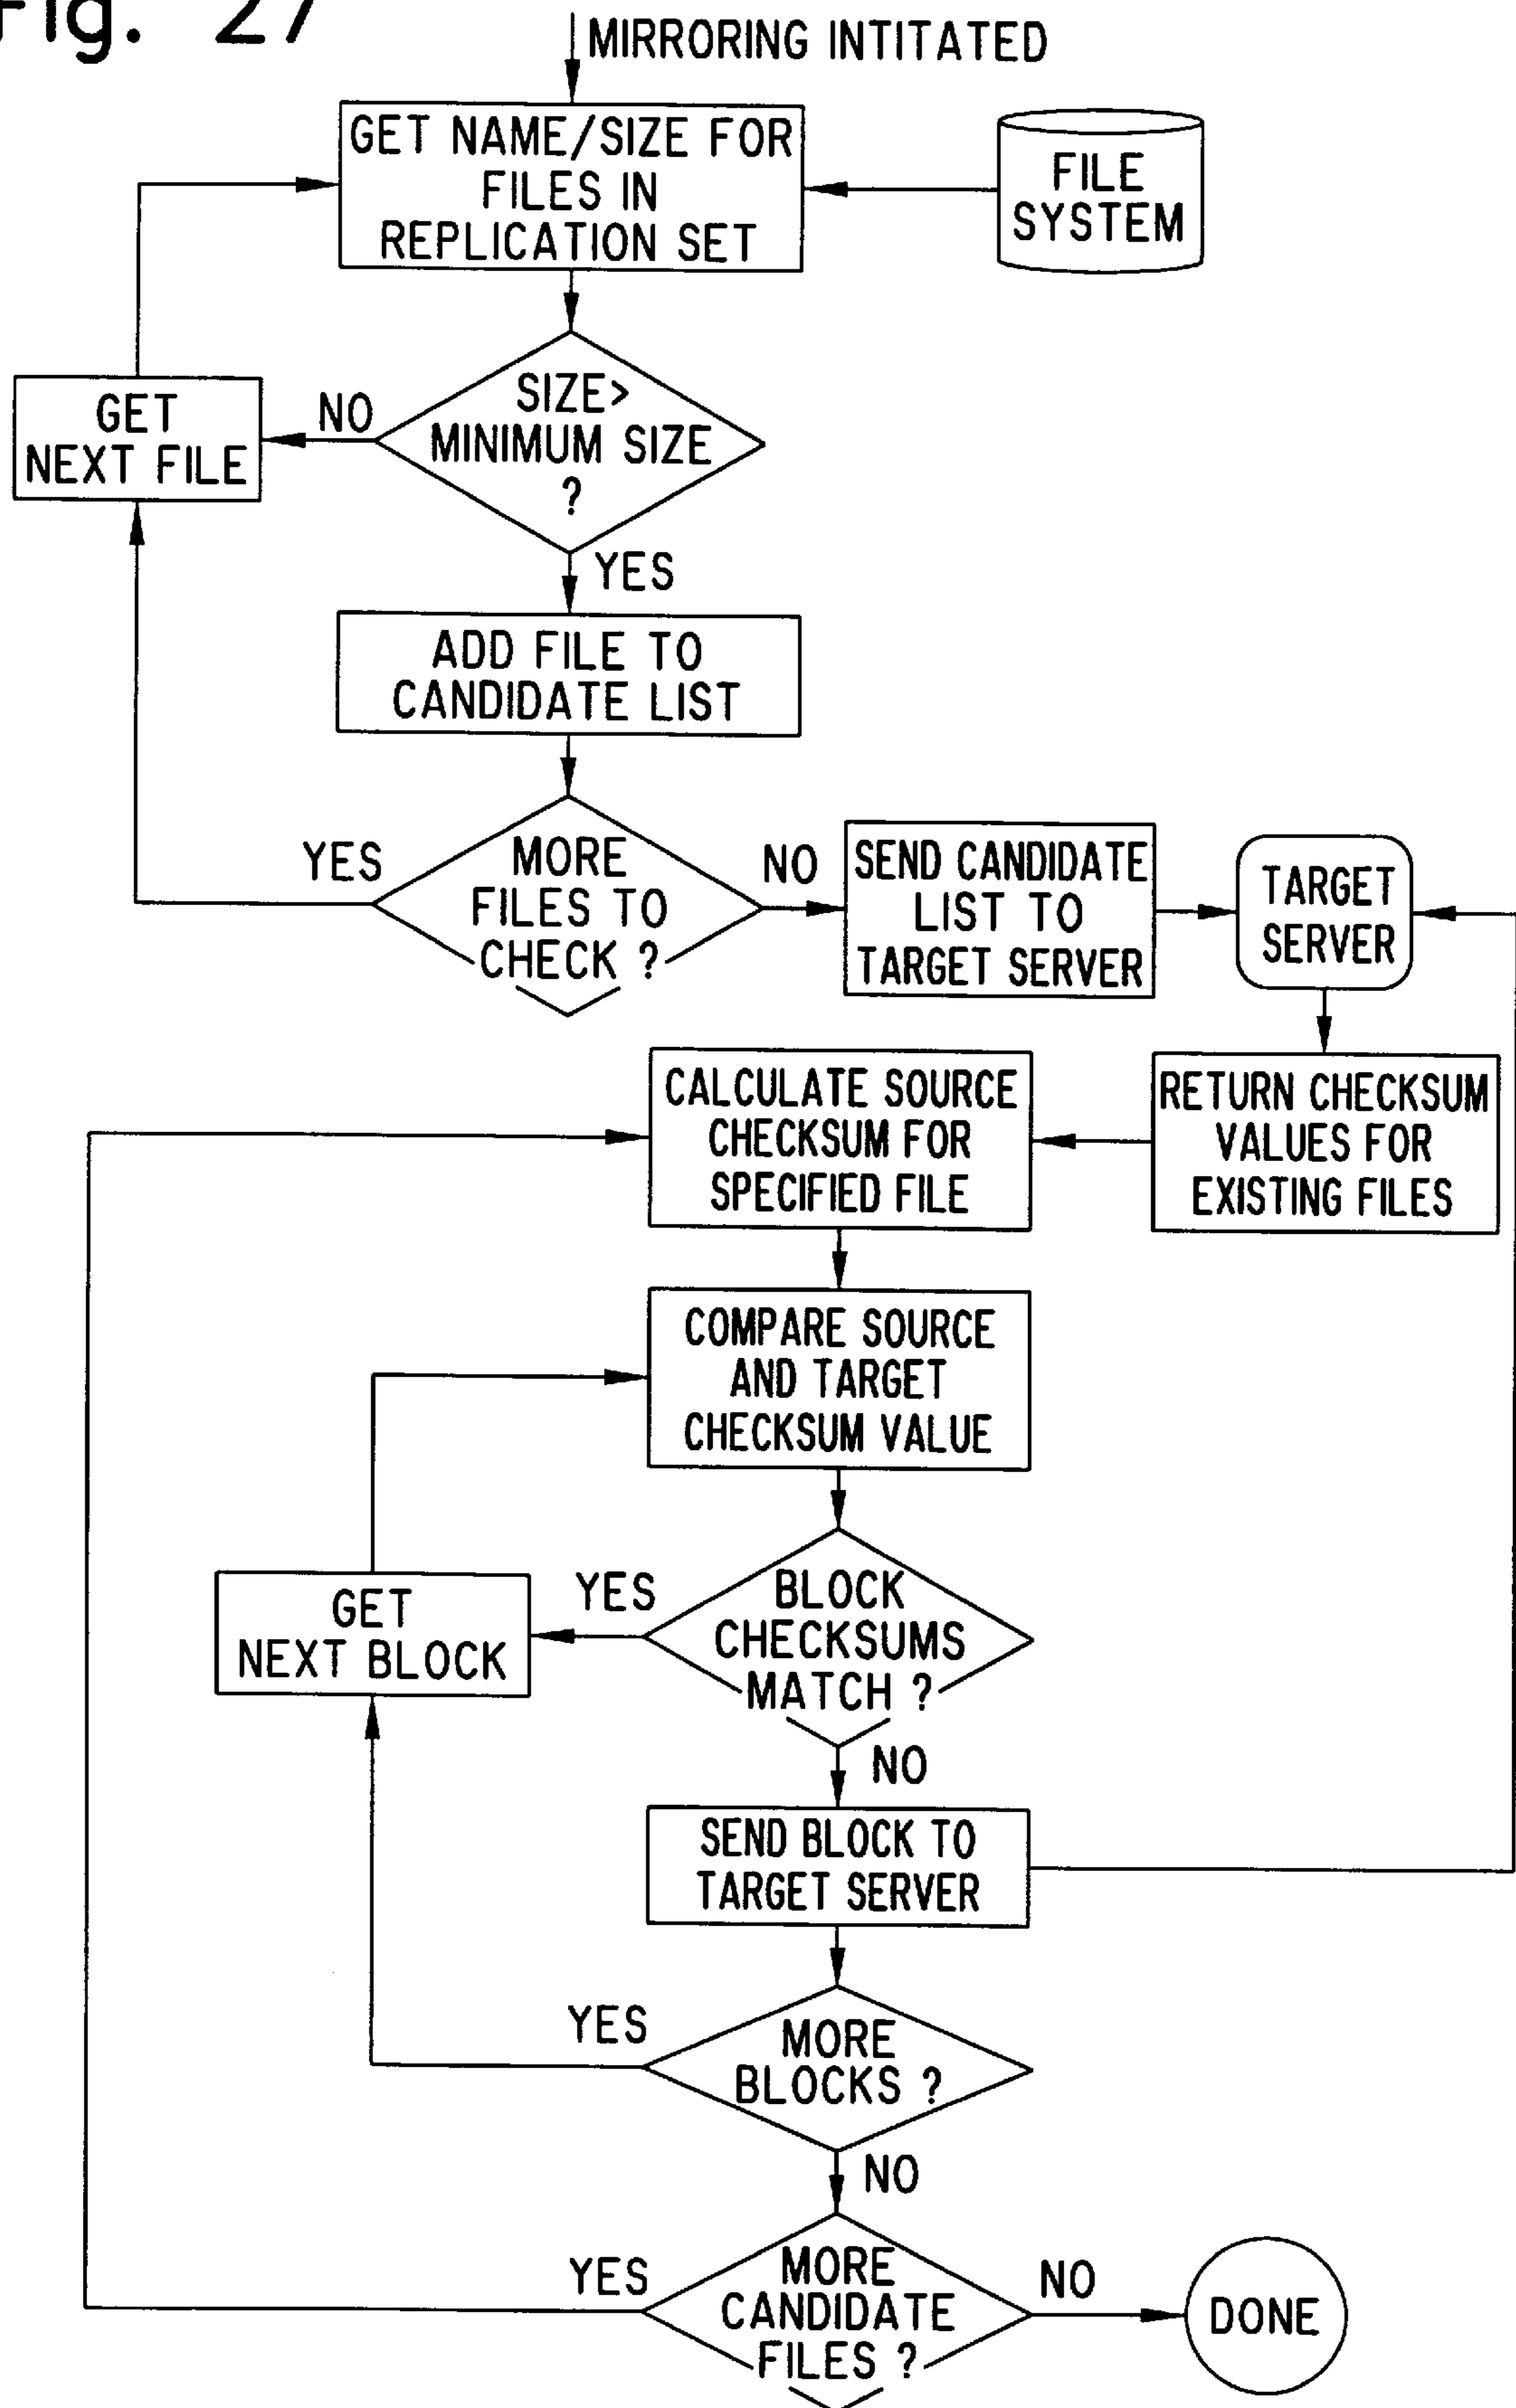 Fig. 27
MIRRORING INTITATED
GET NAME/SIZE FOR
FILES IN
REPLICATION SET
FILE
SYSTEM
SIZE>
MINIMUM SIZE
?
NO
GET
NEXT FILE
YES
ADD FILE TO
CANDIDATE LIST
YES
MORE
FILES TO
CHECK ?
NO
SEND CANDIDATE
LIST TO
TARGET SERVER
TARGET
SERVER
RETURN CHECKSUM
VALUES FOR
EXISTING FILES
CALCULATE SOURCE
CHECKSUM FOR
SPECIFIED FILE
COMPARE SOURCE
AND TARGET
CHECKSUM VALUE
BLOCK
CHECKSUMS
MATCH ?
YES
GET
NEXT BLOCK
NO
SEND BLOCK TO
TARGET SERVER
YES
MORE
BLOCKS ?
NO
YES
MORE
CANDIDATE
FILES ?
NO
DONE